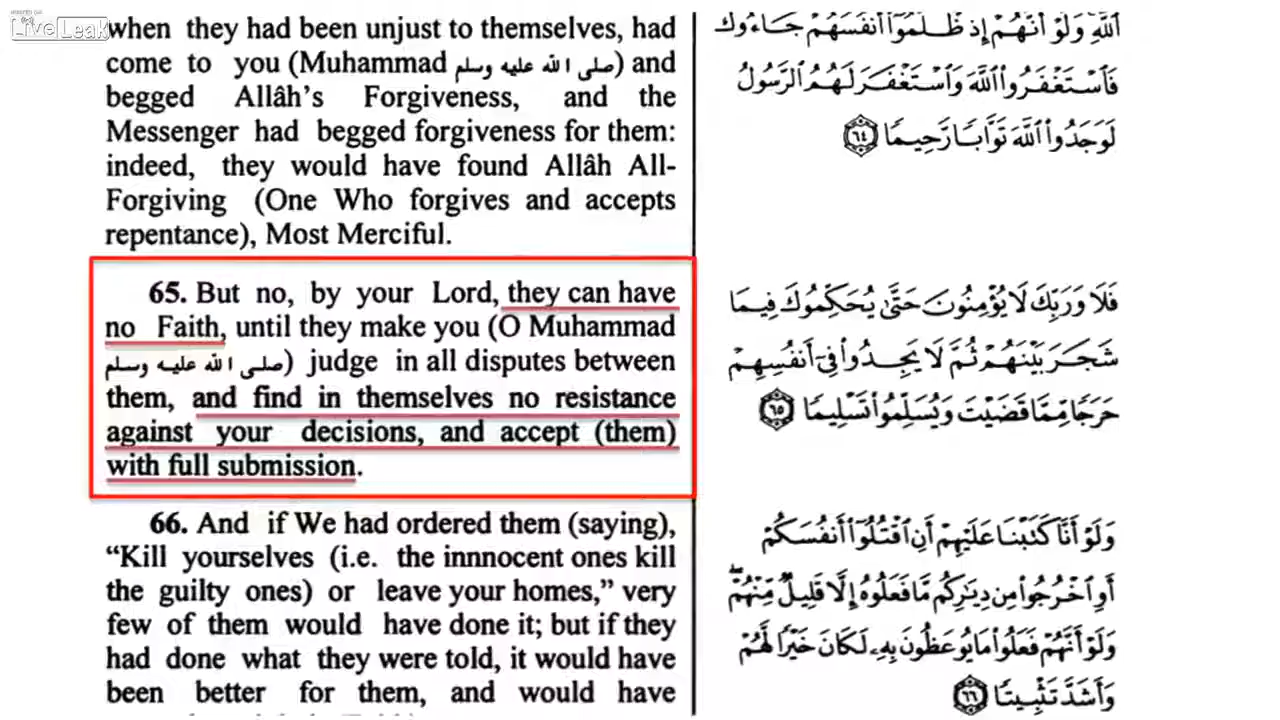 LiveLeak
when they had been unjust to themselves, had
come to you (Muhammad صلى الله عليه وسلم) and
begged Allâh's Forgiveness, and the
Messenger had begged forgiveness for them:
indeed, they would have found Allâh All-
Forgiving (One Who forgives and accepts
repentance), Most Merciful.
65. But no, by your Lord, they can have
no Faith, until they make you (O Muhammad
صلى الله عليه وسلم) judge in all disputes between
them, and find in themselves no resistance
against your decisions, and accept (them)
with full submission.
66. And if We had ordered them (saying),
“Kill yourselves (i.e. the innnocent ones kill
the guilty ones) or leave your homes,” very
few of them would have done it; but if they
had done what they were told, it would have
been better for them, and would have
ٱللَّهِ وَلَوْ أَنَّهُمْ إِذ ظَّلَمُوٓا۟ أَنفُسَهُمْ جَآءُوكَ
فَٱسْتَغْفَرُوا۟ ٱللَّهَ وَٱسْتَغْفَرَ لَهُمُ ٱلرَّسُولُ
لَوَجَدُوا۟ ٱللَّهَ تَوَّابًا رَّحِيمًا ٦٤
فَلَا وَرَبِّكَ لَا يُؤْمِنُونَ حَتَّىٰ يُحَكِّمُوكَ فِيمَا
شَجَرَ بَيْنَهُمْ ثُمَّ لَا يَجِدُوا۟ فِىٓ أَنفُسِهِمْ
حَرَجًا مِّمَّا قَضَيْتَ وَيُسَلِّمُوا۟ تَسْلِيمًا ٦٥
وَلَوْ أَنَّا كَتَبْنَا عَلَيْهِمْ أَنِ ٱقْتُلُوٓا۟ أَنفُسَكُمْ
أَوِ ٱخْرُجُوا۟ مِن دِيَٰرِكُم مَّا فَعَلُوهُ إِلَّا قَلِيلٌ مِّنْهُمْ ۖ
وَلَوْ أَنَّهُمْ فَعَلُوا۟ مَا يُوعَظُونَ بِهِۦ لَكَانَ خَيْرًا لَّهُمْ
وَأَشَدَّ تَثْبِيتًا ٦٦